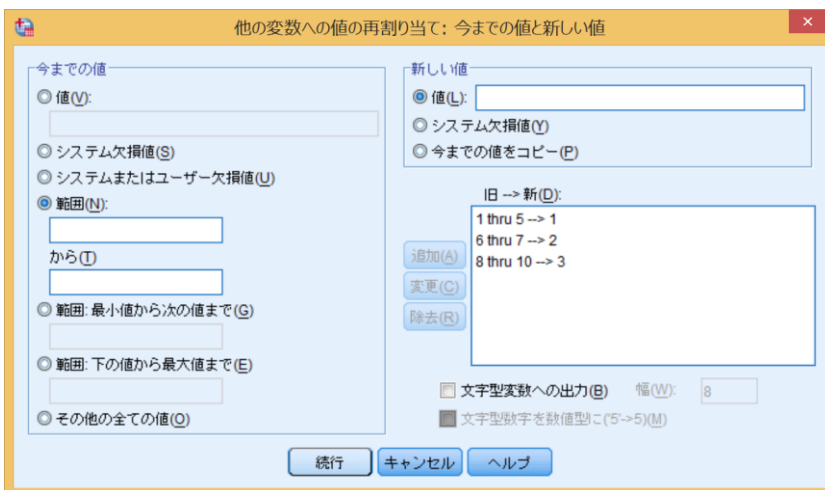 他の変数への値の再割り当て: 今までの値と新しい値
今までの値
値(V):
システム欠損値(S)
システムまたはユーザー欠損値(U)
範囲(N):
から(T)
範囲: 最小値から次の値まで(G)
範囲: 下の値から最大値まで(E)
その他の全ての値(O)
新しい値
値(L):
システム欠損値(Y)
今までの値をコピー(P)
旧 --> 新(D):
1 thru 5 --> 1
6 thru 7 --> 2
8 thru 10 --> 3
追加(A)
変更(C)
除去(R)
文字型変数への出力(B) 幅(W): 8
文字型数字を数値型に('5'->5)(M)
続行 キャンセル ヘルプ